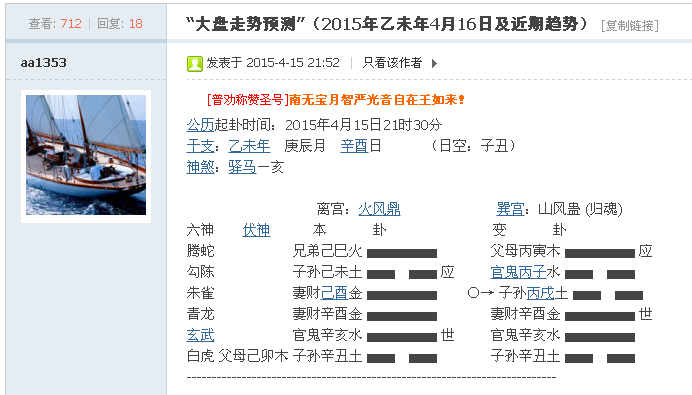 查看: 712 | 回复: 18
“大盘走势预测”（2015年乙未年4月16日及近期趋势） [复制链接]
aa1353
发表于 2015-4-15 21:52 | 只看该作者
[普劝称赞圣号]南无宝月智严光音自在王如来！
公历起卦时间：2015年4月15日21时30分
干支：乙未年 庚辰月 辛酉日 （日空：子丑）
神煞：驿马—亥
离宫：火风鼎 巽宫：山风蛊 (归魂)
六神 伏神 本 卦 变 卦
腾蛇 兄弟己巳火 父母丙寅木 应
勾陈 子孙己未土 应 官鬼丙子水
朱雀 妻财己酉金 ○→ 子孙丙戌土
青龙 妻财辛酉金 妻财辛酉金 世
玄武 官鬼辛亥水 世 官鬼辛亥水
白虎 父母己卯木 子孙辛丑土 子孙辛丑土